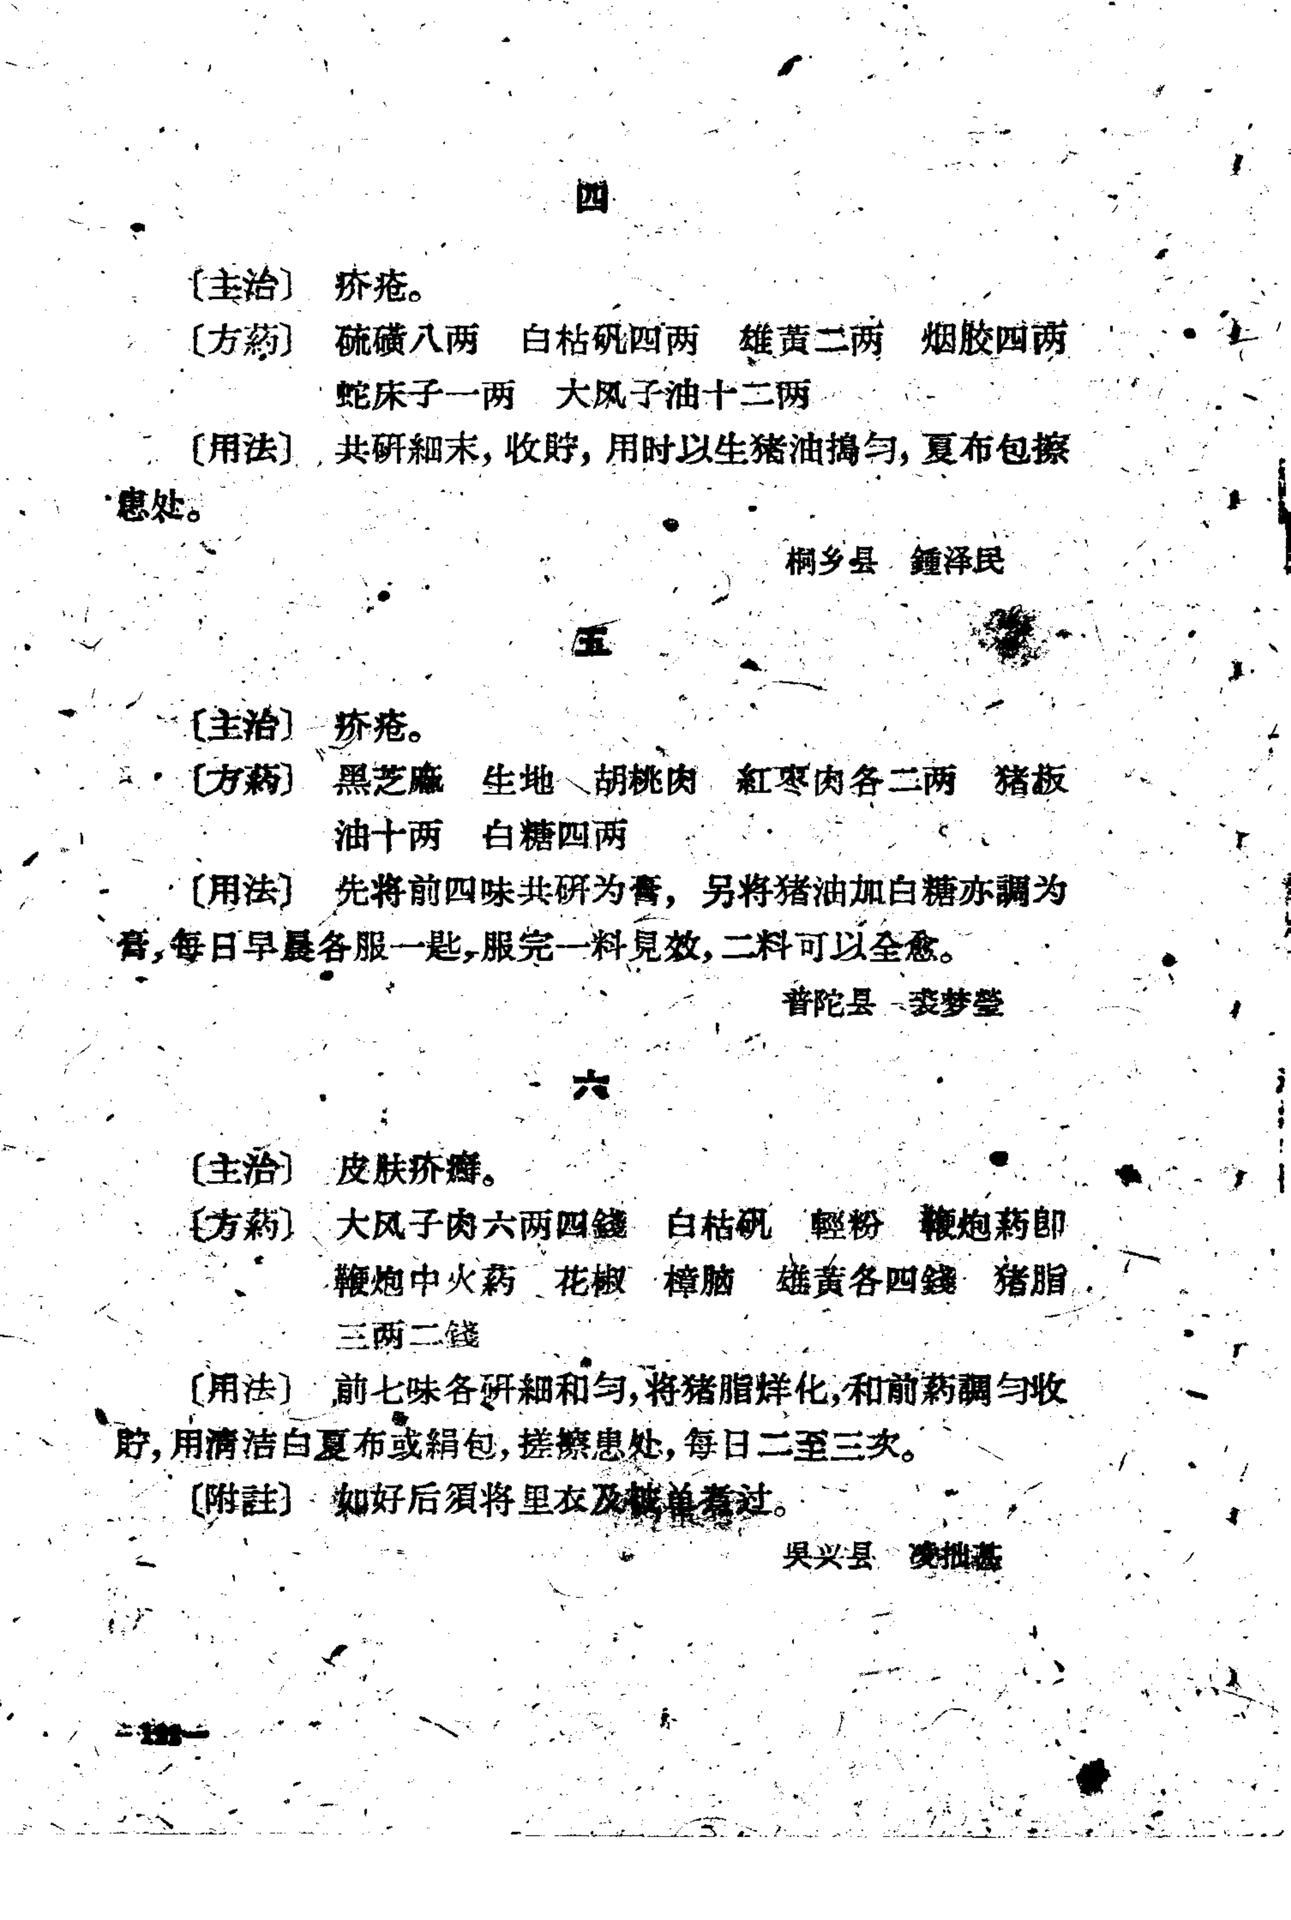 四
〔主治〕 疥疮。
〔方药〕 硫磺八两 白枯矾四两 雄黄二两 烟胶四两
蛇床子一两 大风子油十二两
〔用法〕 共研細末，收貯，用时以生猪油搗匀，夏布包擦
患处。
桐乡县 鍾泽民
五
〔主治〕 疥疮。
〔方药〕 黑芝麻 生地 胡桃肉 紅枣肉各二两 猪板
油十两 白糖四两
〔用法〕 先将前四味共研为膏，另将猪油加白糖亦調为
膏，每日早晨各服一匙，服完一料見效，二料可以全愈。
普陀县 裘梦瑩
六
〔主治〕 皮肤疥癣。
〔方药〕 大风子肉六两四錢 白枯矾 輕粉 鞭炮药即
鞭炮中火药 花椒 樟脑 雄黄各四錢 猪脂
三两二錢
〔用法〕 前七味各研細和匀，将猪脂烊化，和前药調匀收
貯，用清洁白夏布或絹包，搓擦患处，每日二至三次。
〔附註〕 如好后須将里衣及被单煮过。
吳兴县 凌拙甚